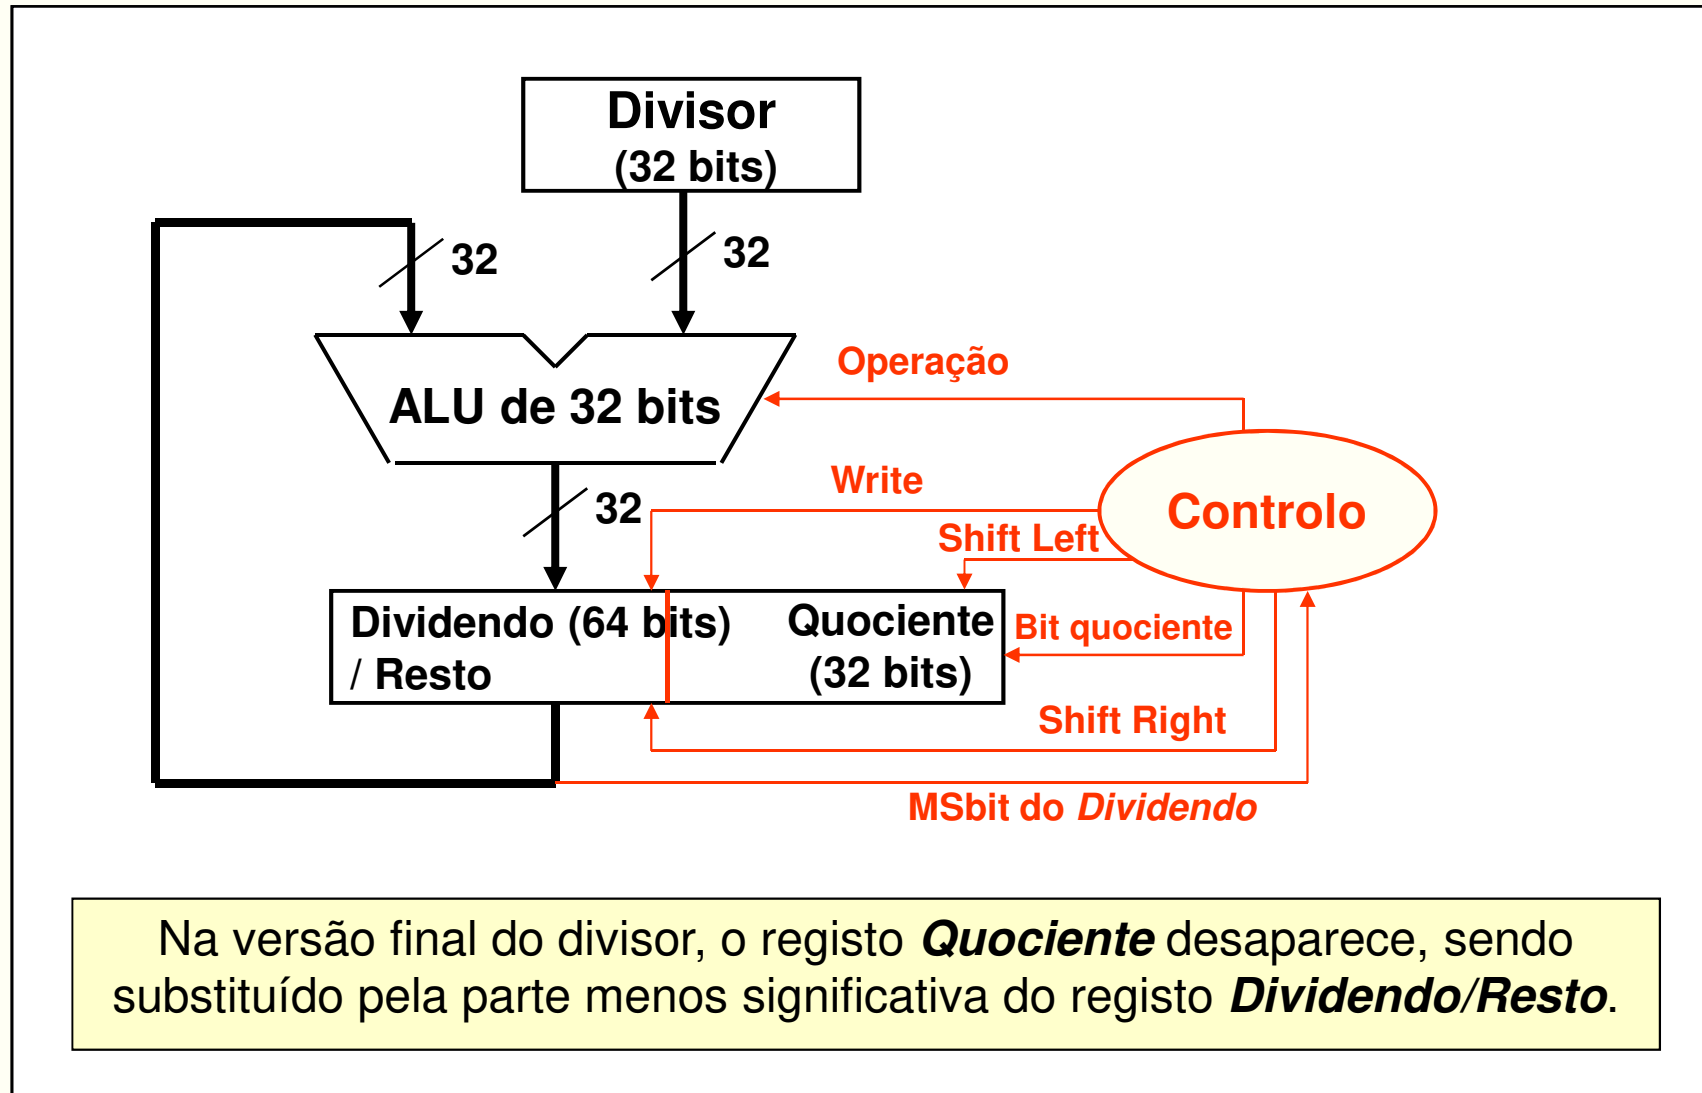 Divisor
(32 bits)
32
32
Operação
ALU de 32 bits
Write
Controlo
32
Shift Left
Dividendo (64 bits)
/ Resto
Quociente
(32 bits)
Bit quociente
Shift Right
MSbit do Dividendo
Na versão final do divisor, o registo Quociente desaparece, sendo
substituído pela parte menos significativa do registo Dividendo/Resto.